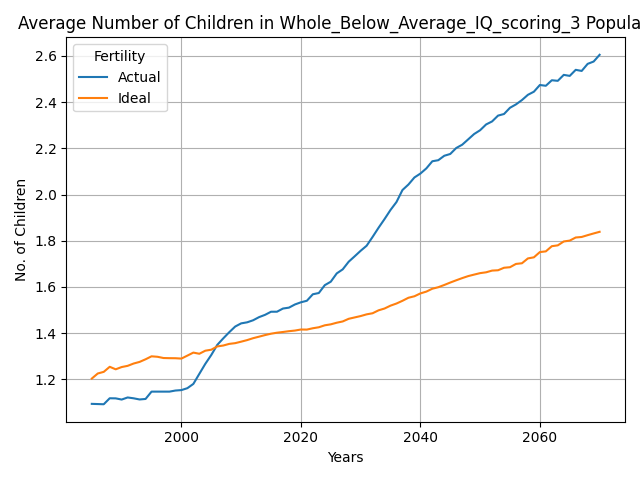 Average Number of Children in Whole_Below_Average_IQ_scoring_3 Popula
Fertility
Actual
Ideal
No. of Children
2.6
2.4
2.2
2.0
1.8
1.6
1.4
1.2
2000 2020 2040 2060
Years